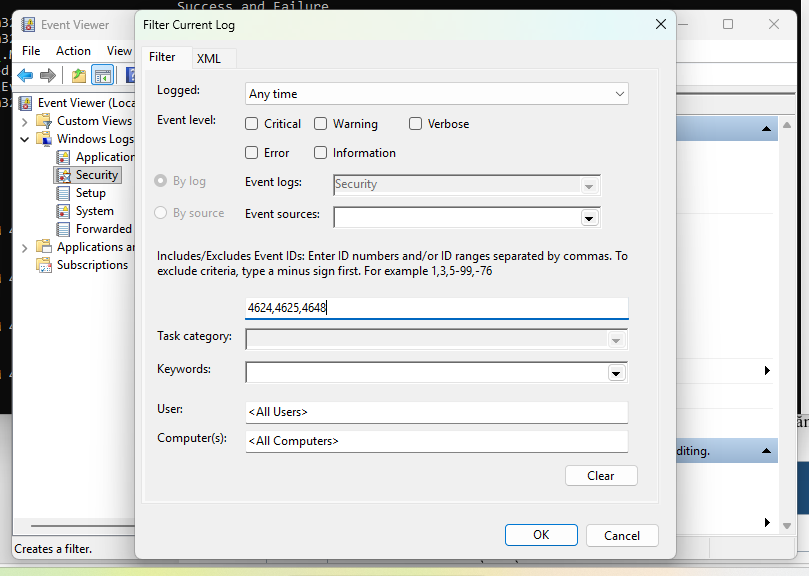 Success and Failure
Event Viewer
File Action View
Event Viewer (Loca
Custom Views
Windows Logs
Application
Security
Setup
System
Forwarded
Applications an
Subscriptions
Creates a filter.
Filter Current Log
Filter
XML
Logged:
Any time
Event level:
Critical
Warning
Verbose
Error
Information
By log
Event logs:
Security
By source
Event sources:
Includes/Excludes Event IDs: Enter ID numbers and/or ID ranges separated by commas. To
exclude criteria, type a minus sign first. For example 1,3,5-99,-76
4624,4625,4648
Task category:
Keywords:
User:
<All Users>
Computer(s):
<All Computers>
Clear
OK
Cancel
diting.